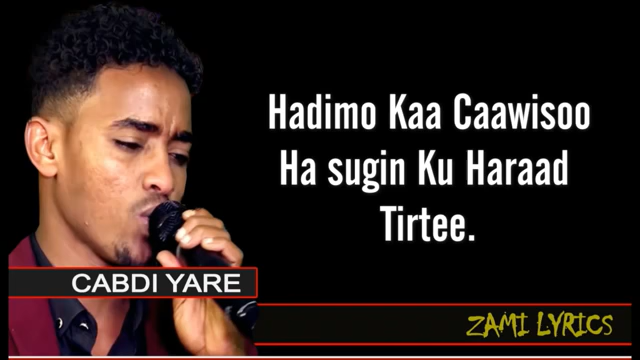 Hadimo Kaa Caawisoo
Ha sugin Ku Haraad
Tirtee.
CABDI YARE
ZAMI LYRICS